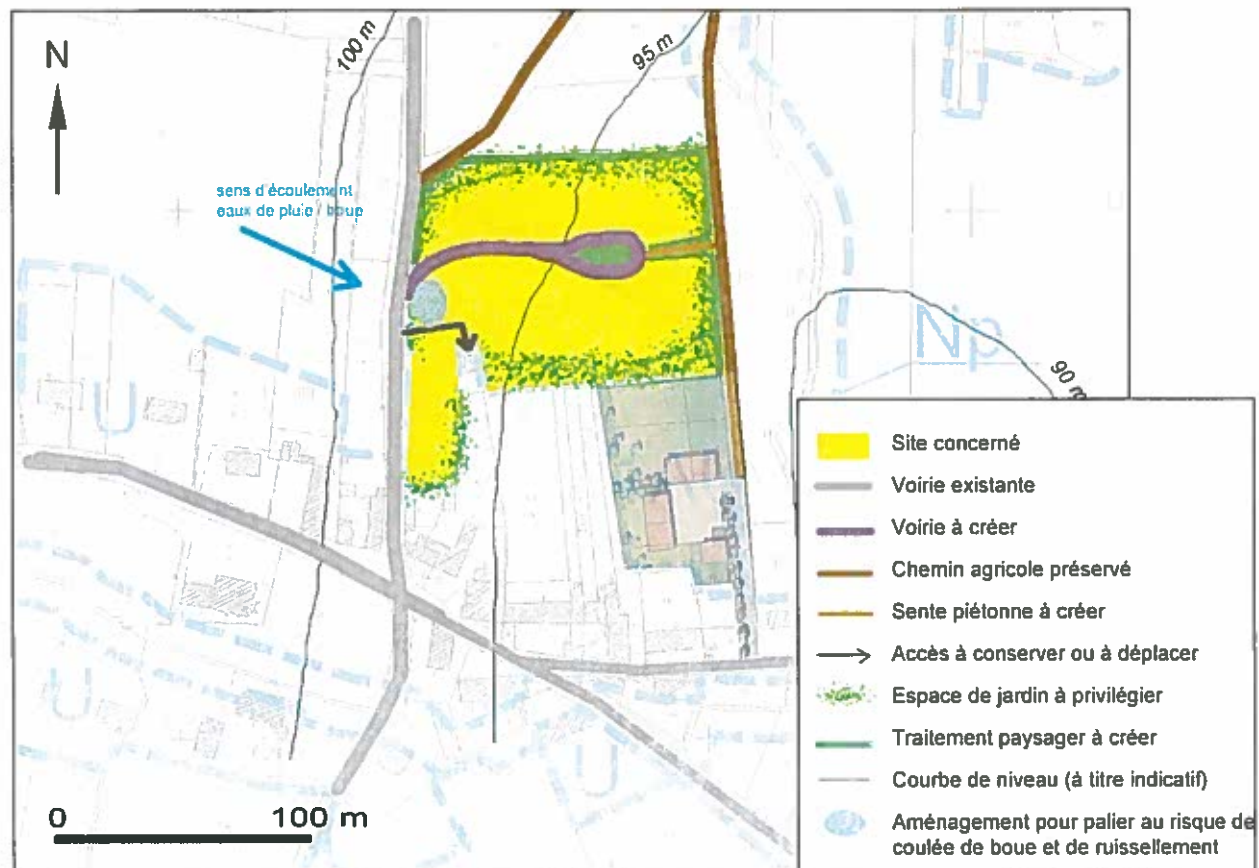 N
100 m
95 m
sens d'écoulement
eaux de pluie / boue
U
Np
90 m
U
U
0 100 m
Site concerné
Voirie existante
Voirie à créer
Chemin agricole préservé
Sente piétonne à créer
Accès à conserver ou à déplacer
Espace de jardin à privilégier
Traitement paysager à créer
Courbe de niveau (à titre indicatif)
Aménagement pour palier au risque de
coulée de boue et de ruissellement